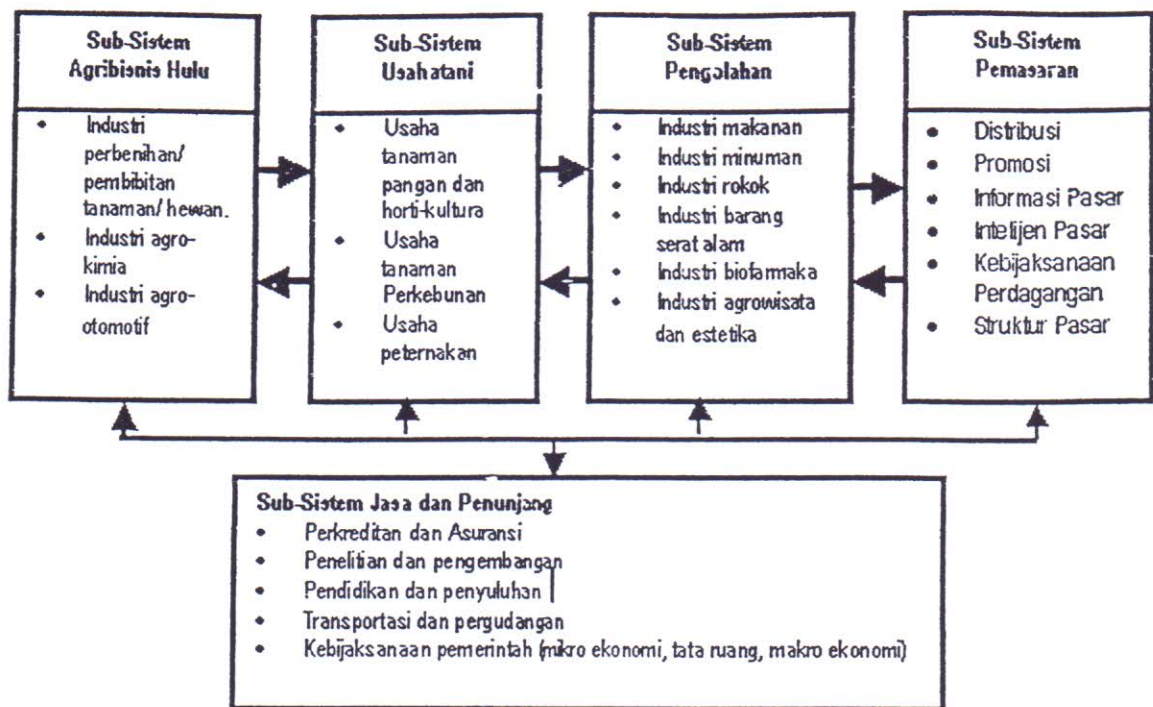 Sub-Sistem
Agribisnis Hulu
• Industri
perbenihan/
pembibitan
tanaman/ hewan.
• Industri agro-
kimia
• Industri agro-
otomotif
Sub-Sistem
Usahatani
• Usaha
tanaman
pangan dan
horti-kultura
• Usaha
tanaman
Perkebunan
• Usaha
peternakan
Sub-Sistem
Pengolahan
• Industri makanan
• Industri minuman
• Industri rokok
• Industri barang
serat alam
• Industri biofarmaka
• Industri agrowisata
dan estetika
Sub-Sistem
Pemasaran
• Distribusi
• Promosi
• Informasi Pasar
• Intelijen Pasar
• Kebijaksanaan
Perdagangan
• Struktur Pasar
Sub-Sistem Jasa dan Penunjang
• Perkreditan dan Asuransi
• Penelitian dan pengembangan
• Pendidikan dan penyuluhan
• Transportasi dan pergudangan
• Kebijaksanaan pemerintah (mikro ekonomi, tata ruang, makro ekonomi)